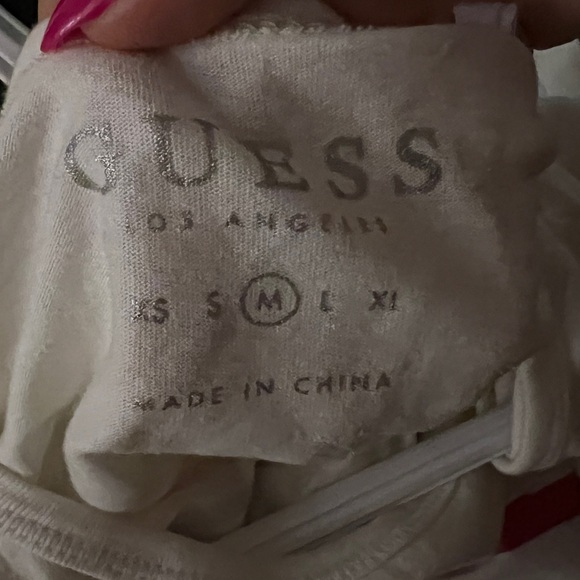 GUESS
LOS ANGELES
XS S M L XL
MADE IN CHINA